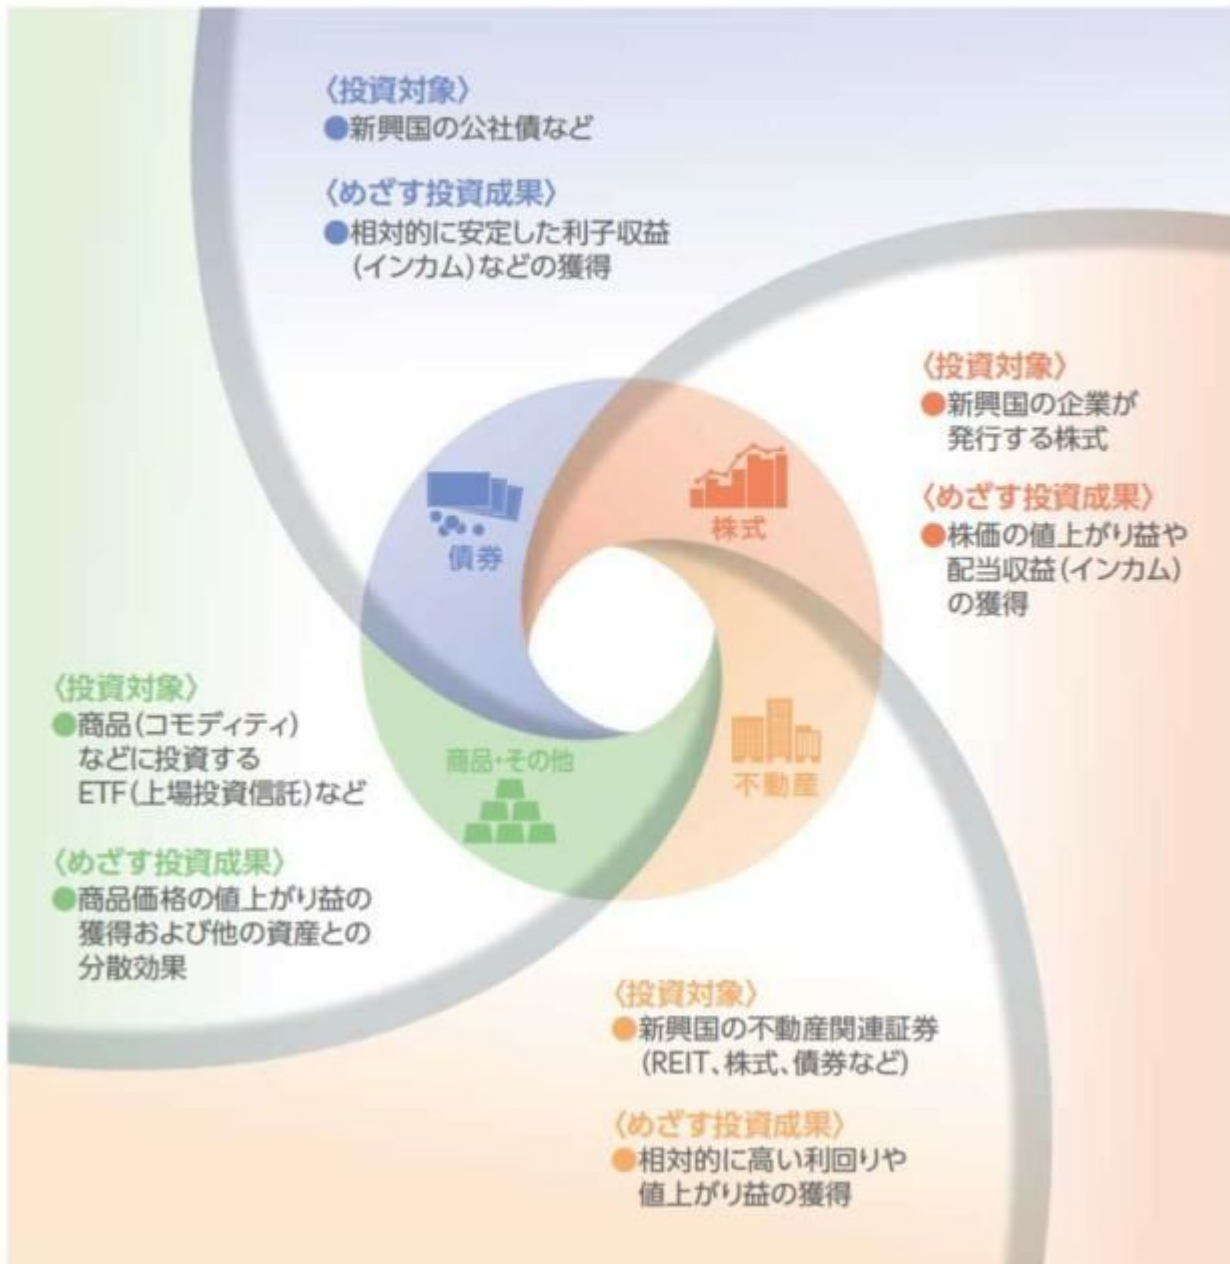 〈投資対象〉
●新興国の公社債など
〈めざす投資成果〉
●相対的に安定した利子収益
(インカム)などの獲得
〈投資対象〉
●新興国の企業が
発行する株式
〈めざす投資成果〉
●株価の値上がり益や
配当収益(インカム)
の獲得
債券
株式
商品・その他
不動産
〈投資対象〉
●商品(コモディティ)
などに投資する
ETF(上場投資信託)など
〈めざす投資成果〉
●商品価格の値上がり益の
獲得および他の資産との
分散効果
〈投資対象〉
●新興国の不動産関連証券
(REIT、株式、債券など)
〈めざす投資成果〉
●相対的に高い利回りや
値上がり益の獲得